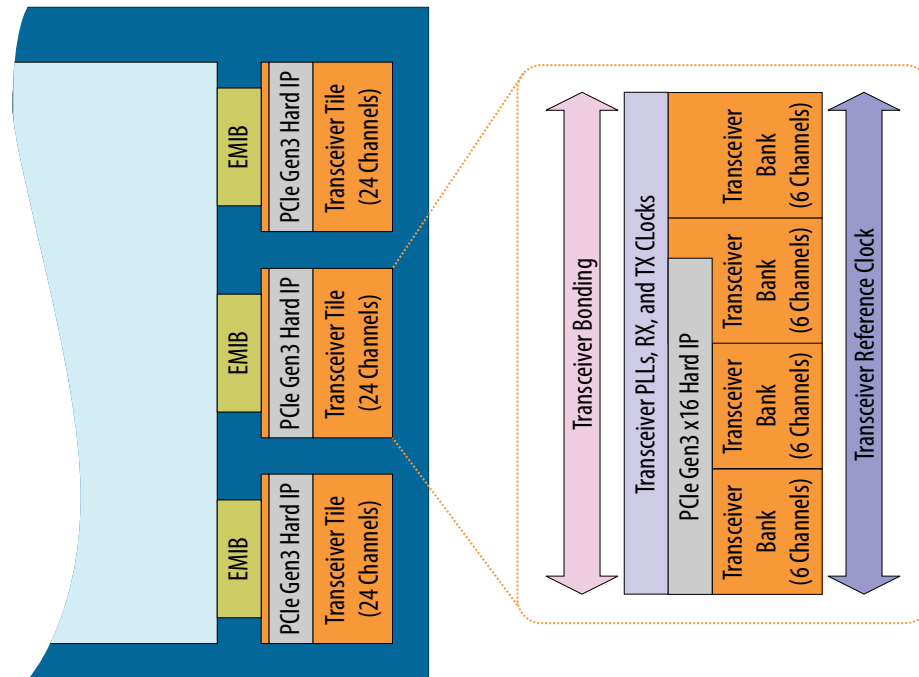 EMIB
PCIe Gen3 Hard IP
Transceiver Tile
(24 Channels)
EMIB
PCIe Gen3 Hard IP
Transceiver Tile
(24 Channels)
EMIB
PCIe Gen3 Hard IP
Transceiver Tile
(24 Channels)
Transceiver Bonding
Transceiver PLLs, RX, and TX CLocks
PCIe Gen3 x16 Hard IP
Transceiver
Bank
(6 Channels)
Transceiver
Bank
(6 Channels)
Transceiver
Bank
(6 Channels)
Transceiver
Bank
(6 Channels)
Transceiver Reference Clock